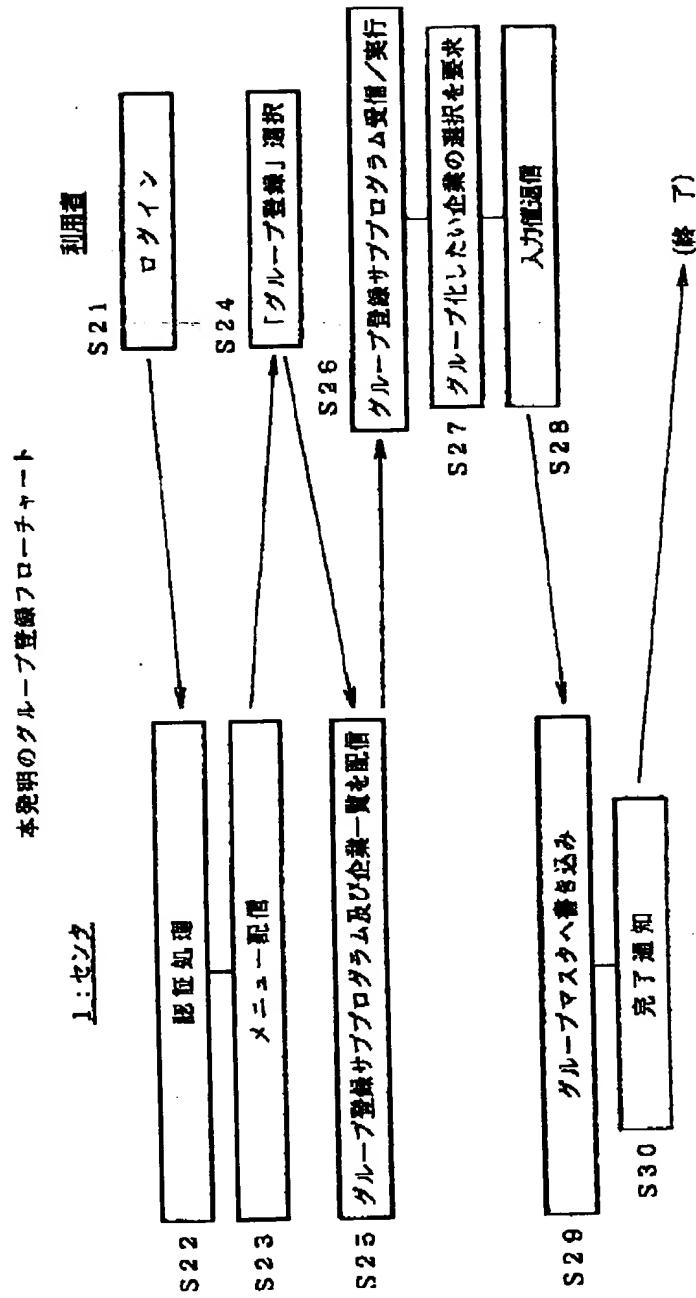 本発明のグループ登録フローチャート
1:センタ
利用者
S21
ログイン
S22
認証処理
S23
メニュー配信
S24
「グループ登録」選択
S25
グループ登録サブプログラム及び企業一覧を配信
S26
グループ登録サブプログラム受信/実行
S27
グループ化したい企業の選択を要求
S28
入力値返信
S29
グループマスタへ書き込み
S30
完了通知
(終 了)